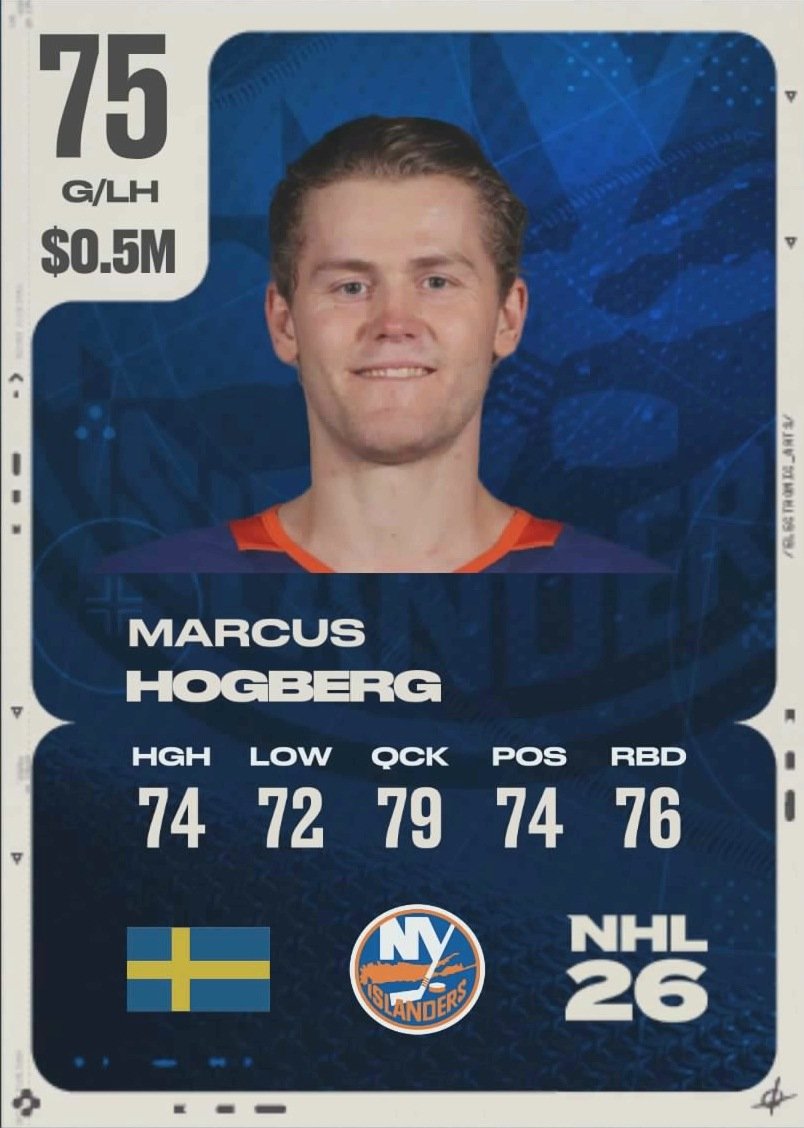 75
G/LH
$0.5M
MARCUS
HOGBERG
HGH LOW QCK POS RBD
74 72 79 74 76
NY
ISLANDERS
NHL
26
/ELECTRONIC_ARTS/